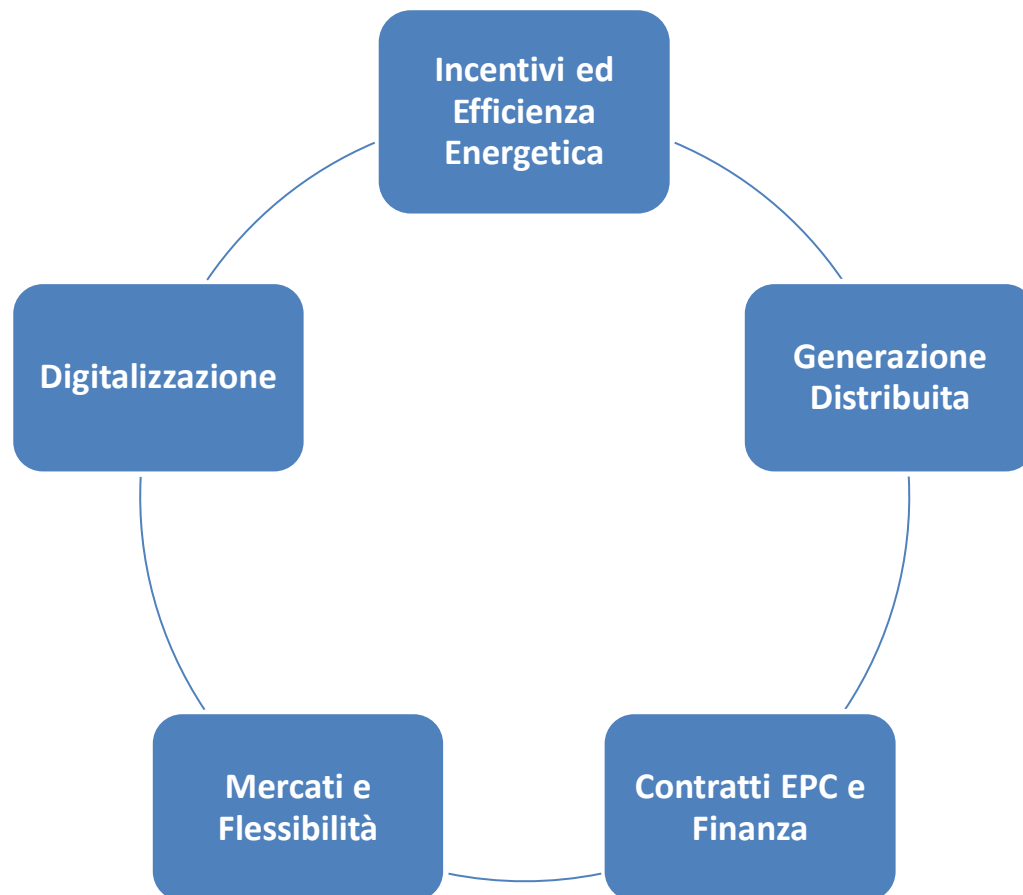 Incentivi ed
Efficienza
Energetica
Digitalizzazione
Generazione
Distribuita
Mercati e
Flessibilità
Contratti EPC e
Finanza